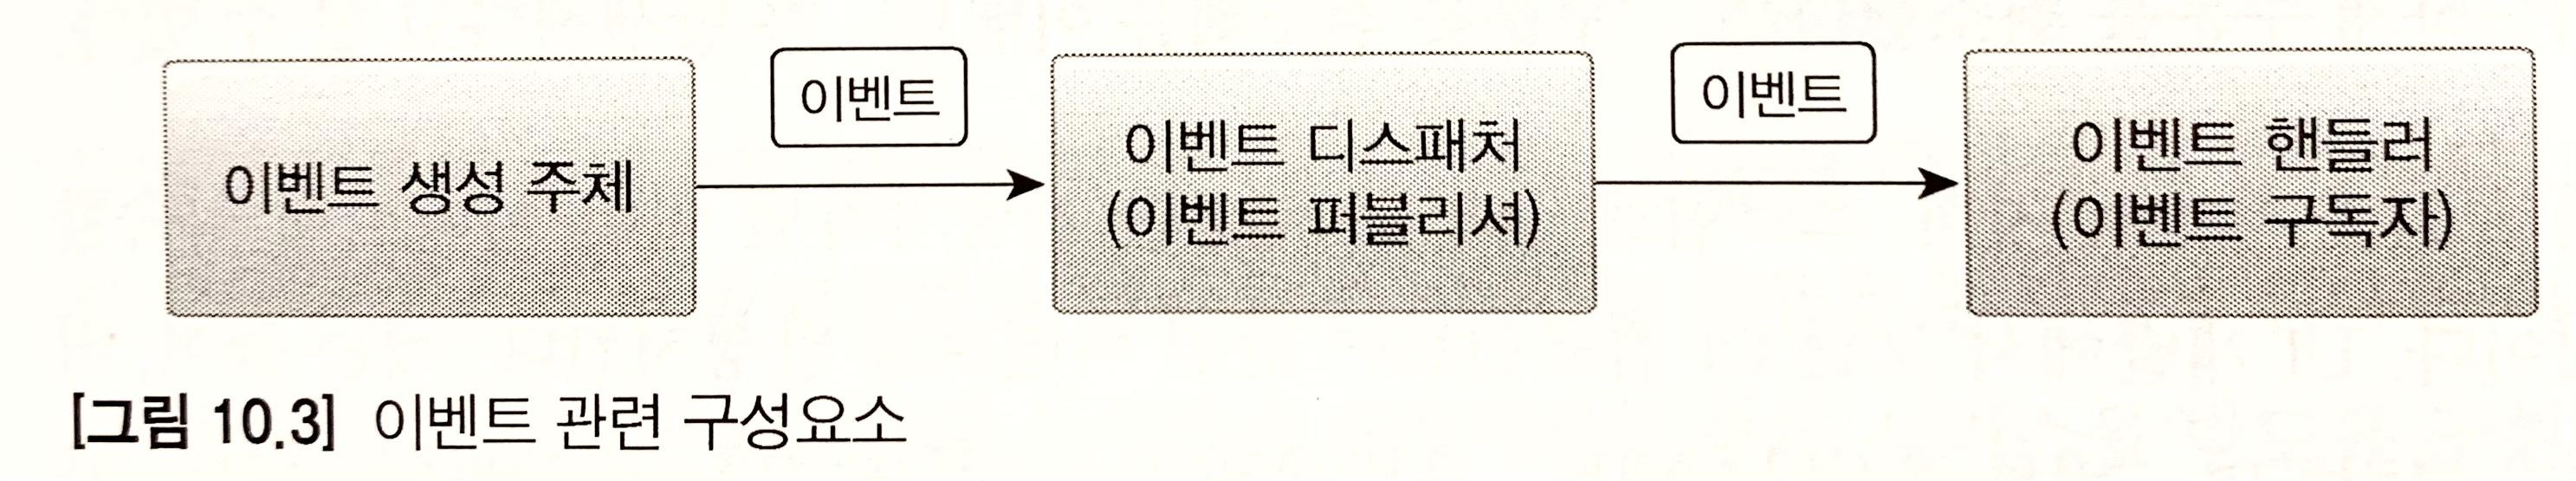 이벤트 생성 주체
이벤트
이벤트 디스패처
(이벤트 퍼블리셔)
이벤트
이벤트 핸들러
(이벤트 구독자)
[그림 10.3] 이벤트 관련 구성요소